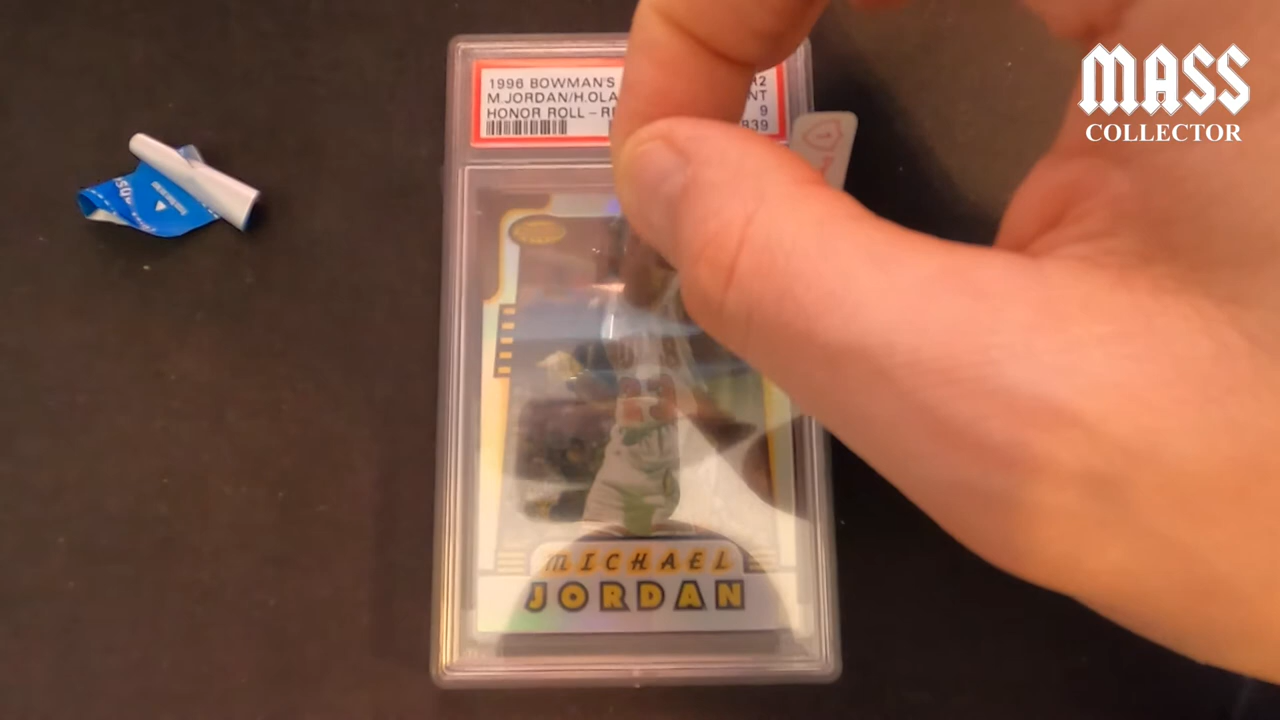 MASS
COLLECTOR
1996 BOWMAN'S
M.JORDAN/H.OLA
HONOR ROLL-R
9
MICHAEL
JORDAN